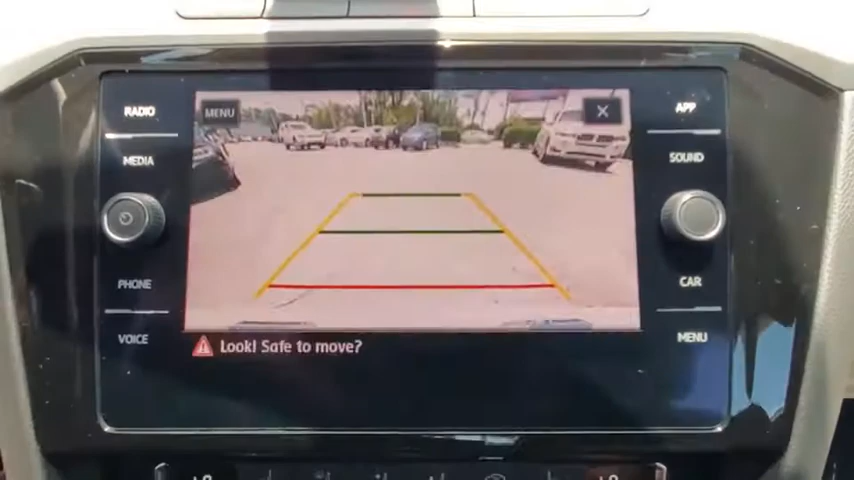 RADIO
MEDIA
PHONE
VOICE
MENU
X
Look! Safe to move?
APP
SOUND
CAR
MENU